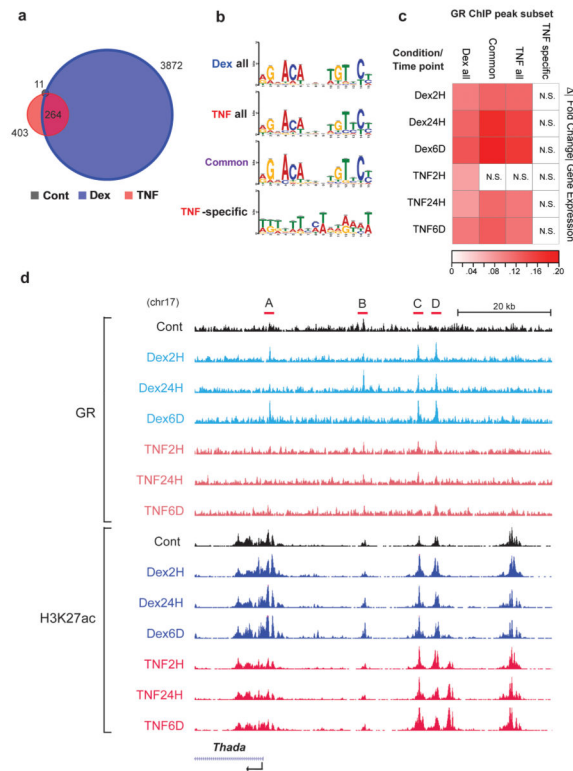 a
11
3872
264
403
Cont Dex TNF
b
Dex all
TNF all
Common
TNF-specific
c
GR ChIP peak subset
Condition/
Time point
Dex all
Common
TNF all
TNF specific
Dex2H
N.S.
Dex24H
N.S.
Dex6D
N.S.
TNF2H
N.S. N.S. N.S.
TNF24H
N.S.
TNF6D
N.S.
Δ| Fold Change| Gene Expression
0 .04 .08 .12 .16 .20
d
(chr17)
A B C D
20 kb
GR
Cont
Dex2H
Dex24H
Dex6D
TNF2H
TNF24H
TNF6D
H3K27ac
Cont
Dex2H
Dex24H
Dex6D
TNF2H
TNF24H
TNF6D
Thada